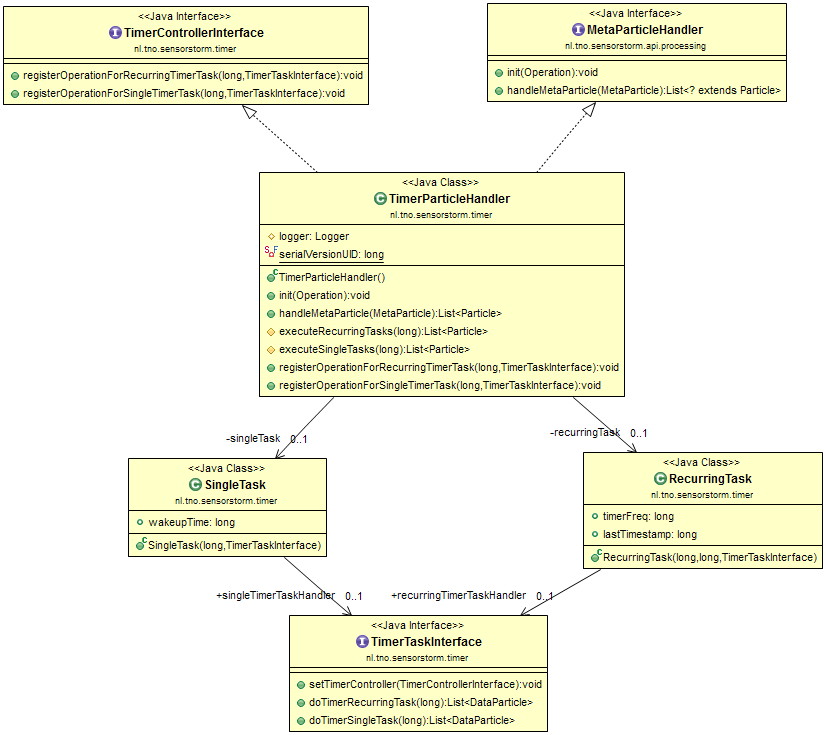 <<Java Interface>>
TimerControllerInterface
nl.tno.sensorstorm.timer
registerOperationForRecurringTimerTask(long,TimerTaskInterface):void
registerOperationForSingleTimerTask(long,TimerTaskInterface):void
<<Java Interface>>
MetaParticleHandler
nl.tno.sensorstorm.api.processing
init(Operation):void
handleMetaParticle(MetaParticle):List<? extends Particle>
<<Java Class>>
TimerParticleHandler
nl.tno.sensorstorm.timer
logger: Logger
serialVersionUID: long
TimerParticleHandler()
init(Operation):void
handleMetaParticle(MetaParticle):List<Particle>
executeRecurringTasks(long):List<Particle>
executeSingleTasks(long):List<Particle>
registerOperationForRecurringTimerTask(long,TimerTaskInterface):void
registerOperationForSingleTimerTask(long,TimerTaskInterface):void
-singleTask 0..1
-recurringTask 0..1
<<Java Class>>
SingleTask
nl.tno.sensorstorm.timer
wakeupTime: long
SingleTask(long,TimerTaskInterface)
<<Java Class>>
RecurringTask
nl.tno.sensorstorm.timer
timerFreq: long
lastTimestamp: long
RecurringTask(long,long,TimerTaskInterface)
+singleTimerTaskHandler 0..1
+recurringTimerTaskHandler 0..1
<<Java Interface>>
TimerTaskInterface
nl.tno.sensorstorm.timer
setTimerController(TimerControllerInterface):void
doTimerRecurringTask(long):List<DataParticle>
doTimerSingleTask(long):List<DataParticle>